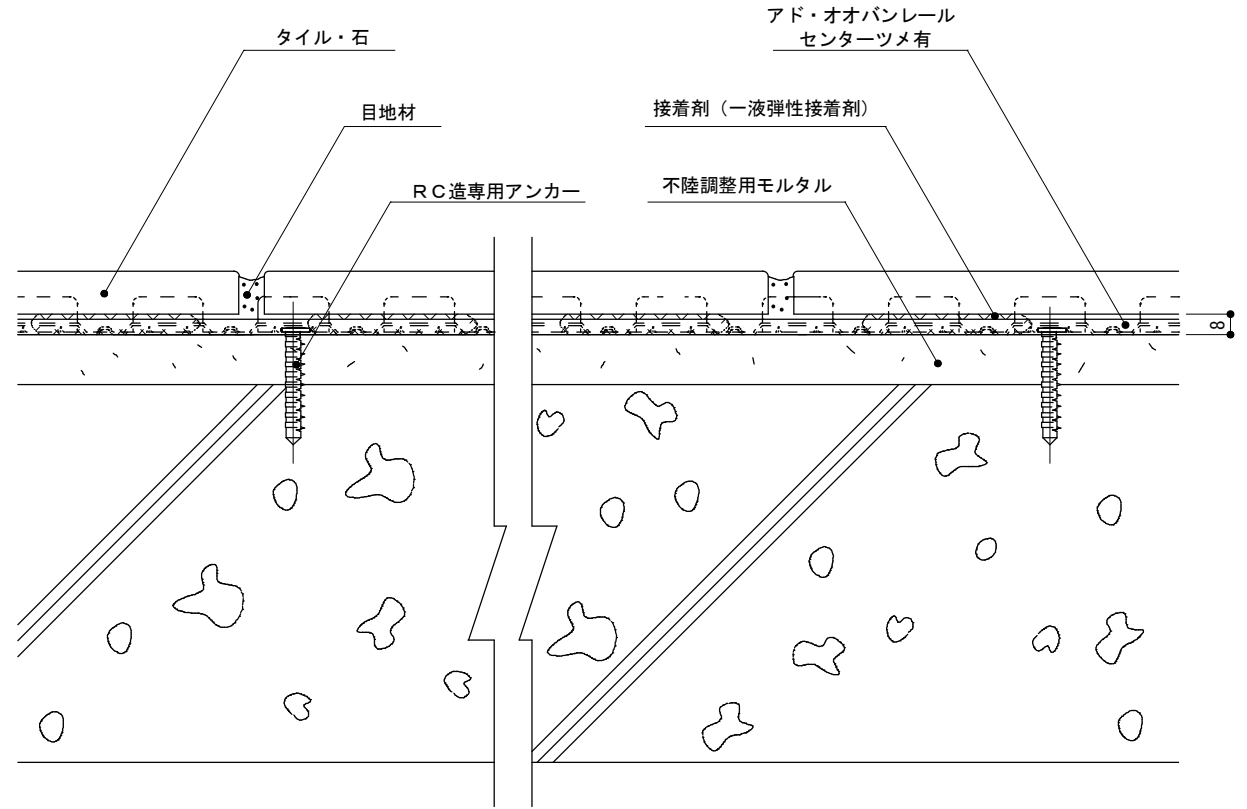 タイル・石
アド・オオバンレール
センターツメ有
目地材
接着剤（一液弾性接着剤）
ＲＣ造専用アンカー
不陸調整用モルタル
8